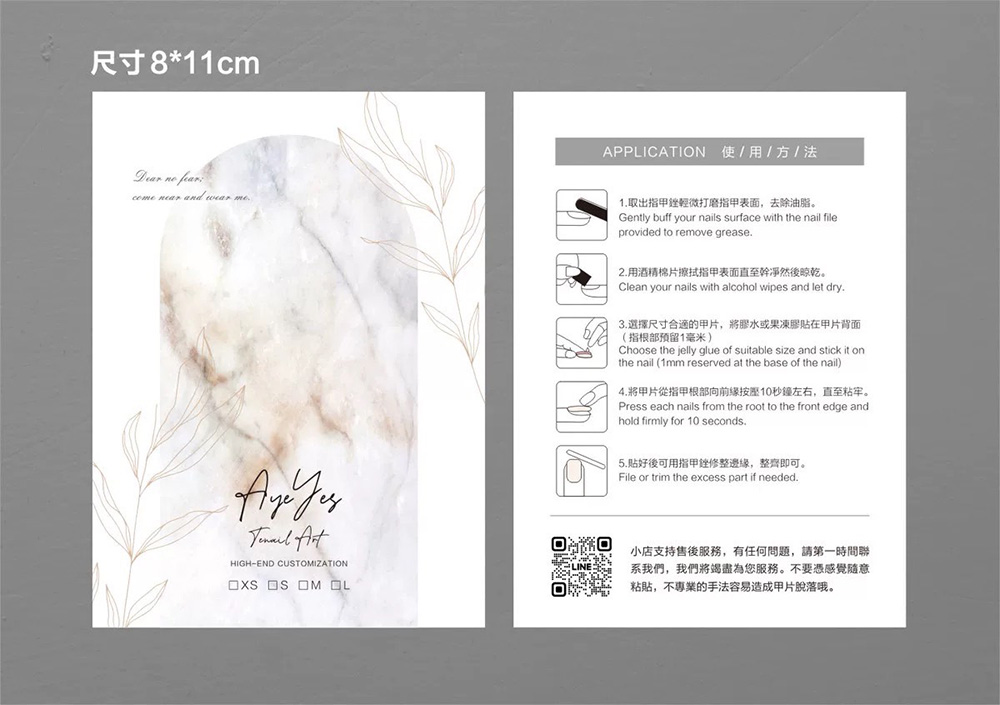 尺寸8*11cm
Dear no fear;
come near and wear me.
AyeYes
Tenail Art
HIGH-END CUSTOMIZATION
□XS □S □M □L
APPLICATION 使/用/方/法
1.取出指甲銼輕微打磨指甲表面，去除油脂。
Gently buff your nails surface with the nail file
provided to remove grease.
2.用酒精棉片擦拭指甲表面直至幹凈然後晾乾。
Clean your nails with alcohol wipes and let dry.
3.選擇尺寸合適的甲片，將膠水或果凍膠貼在甲片背面
（指根部預留1毫米）
Choose the jelly glue of suitable size and stick it on
the nail (1mm reserved at the base of the nail)
4.將甲片從指甲根部向前緣按壓10秒鐘左右，直至粘牢。
Press each nails from the root to the front edge and
hold firmly for 10 seconds.
5.貼好後可用指甲銼修整邊緣，整齊即可。
File or trim the excess part if needed.
LINE
小店支持售後服務，有任何問題，請第一時間聯
系我們，我們將竭盡為您服務。不要憑感覺隨意
粘貼，不專業的手法容易造成甲片脫落哦。